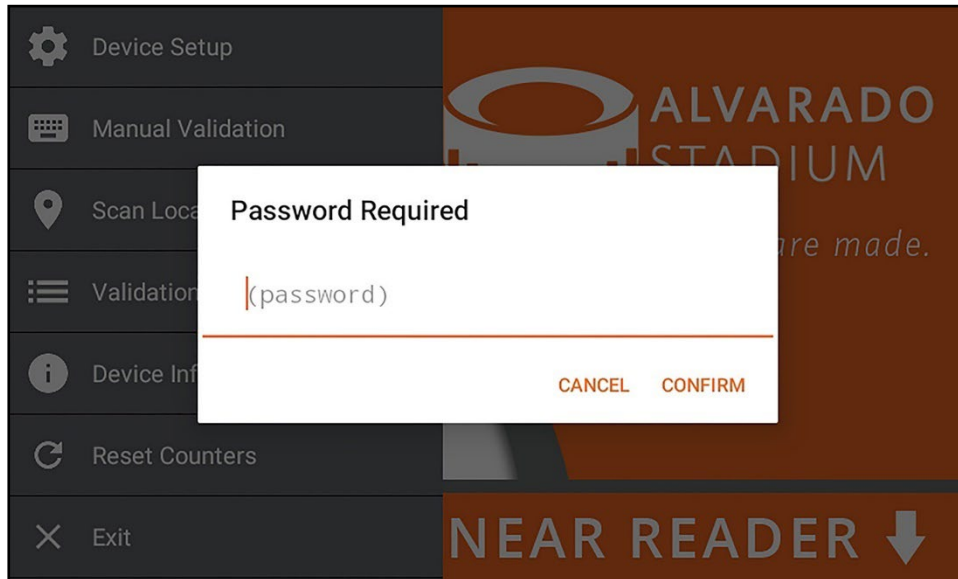 Device Setup
Manual Validation
Scan Loca
Validation
Device Inf
Reset Counters
Exit
ALVARADO
STADIUM
are made.
Password Required
(password)
CANCEL CONFIRM
NEAR READER